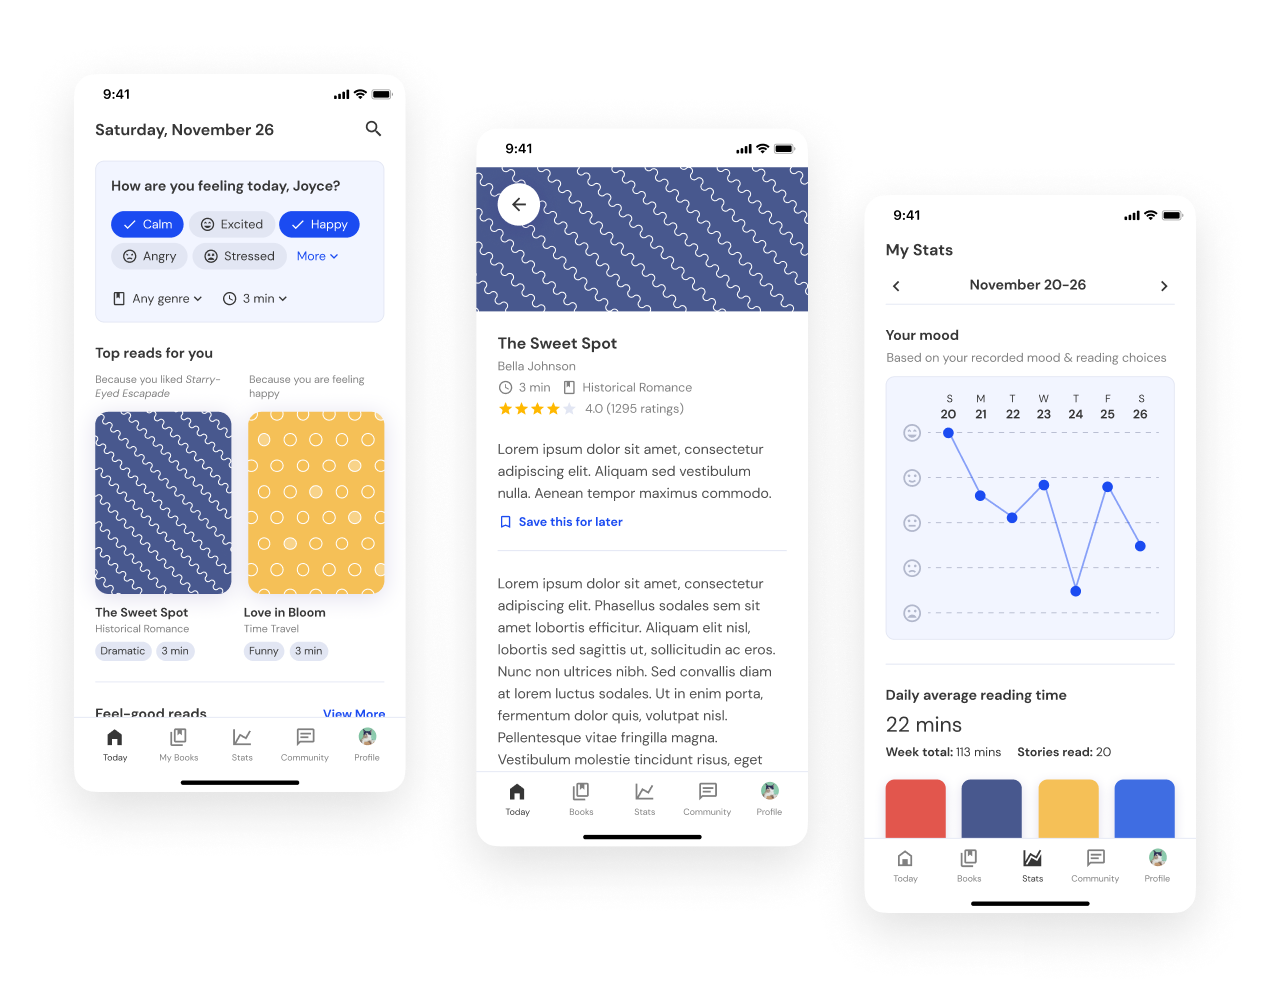 9:41
Saturday, November 26
How are you feeling today, Joyce?
Calm Excited Happy
Angry Stressed More
Any genre 3 min
Top reads for you
Because you liked Starry-
Eyed Escapade
Because you are feeling
happy
The Sweet Spot
Historical Romance
Dramatic 3 min
Love in Bloom
Time Travel
Funny 3 min
Feel-good reads View More
Today My Books Stats Community Profile
9:41
The Sweet Spot
Bella Johnson
3 min Historical Romance
4.0 (1295 ratings)
Lorem ipsum dolor sit amet, consectetur
adipiscing elit. Aliquam sed vestibulum
nulla. Aenean tempor maximus commodo.
Save this for later
Lorem ipsum dolor sit amet, consectetur
adipiscing elit. Phasellus sodales sem sit
amet lobortis efficitur. Aliquam elit nisl,
lobortis sed sagittis ut, sollicitudin ac eros.
Nunc non ultrices nibh. Sed convallis diam
at lorem luctus sodales. Ut in enim porta,
fermentum dolor quis, volutpat nisl.
Pellentesque vitae fringilla magna.
Vestibulum molestie tincidunt risus, eget
Today Books Stats Community Profile
9:41
My Stats
November 20-26
Your mood
Based on your recorded mood & reading choices
S M T W T F S
20 21 22 23 24 25 26
Daily average reading time
22 mins
Week total: 113 mins Stories read: 20
Today Books Stats Community Profile